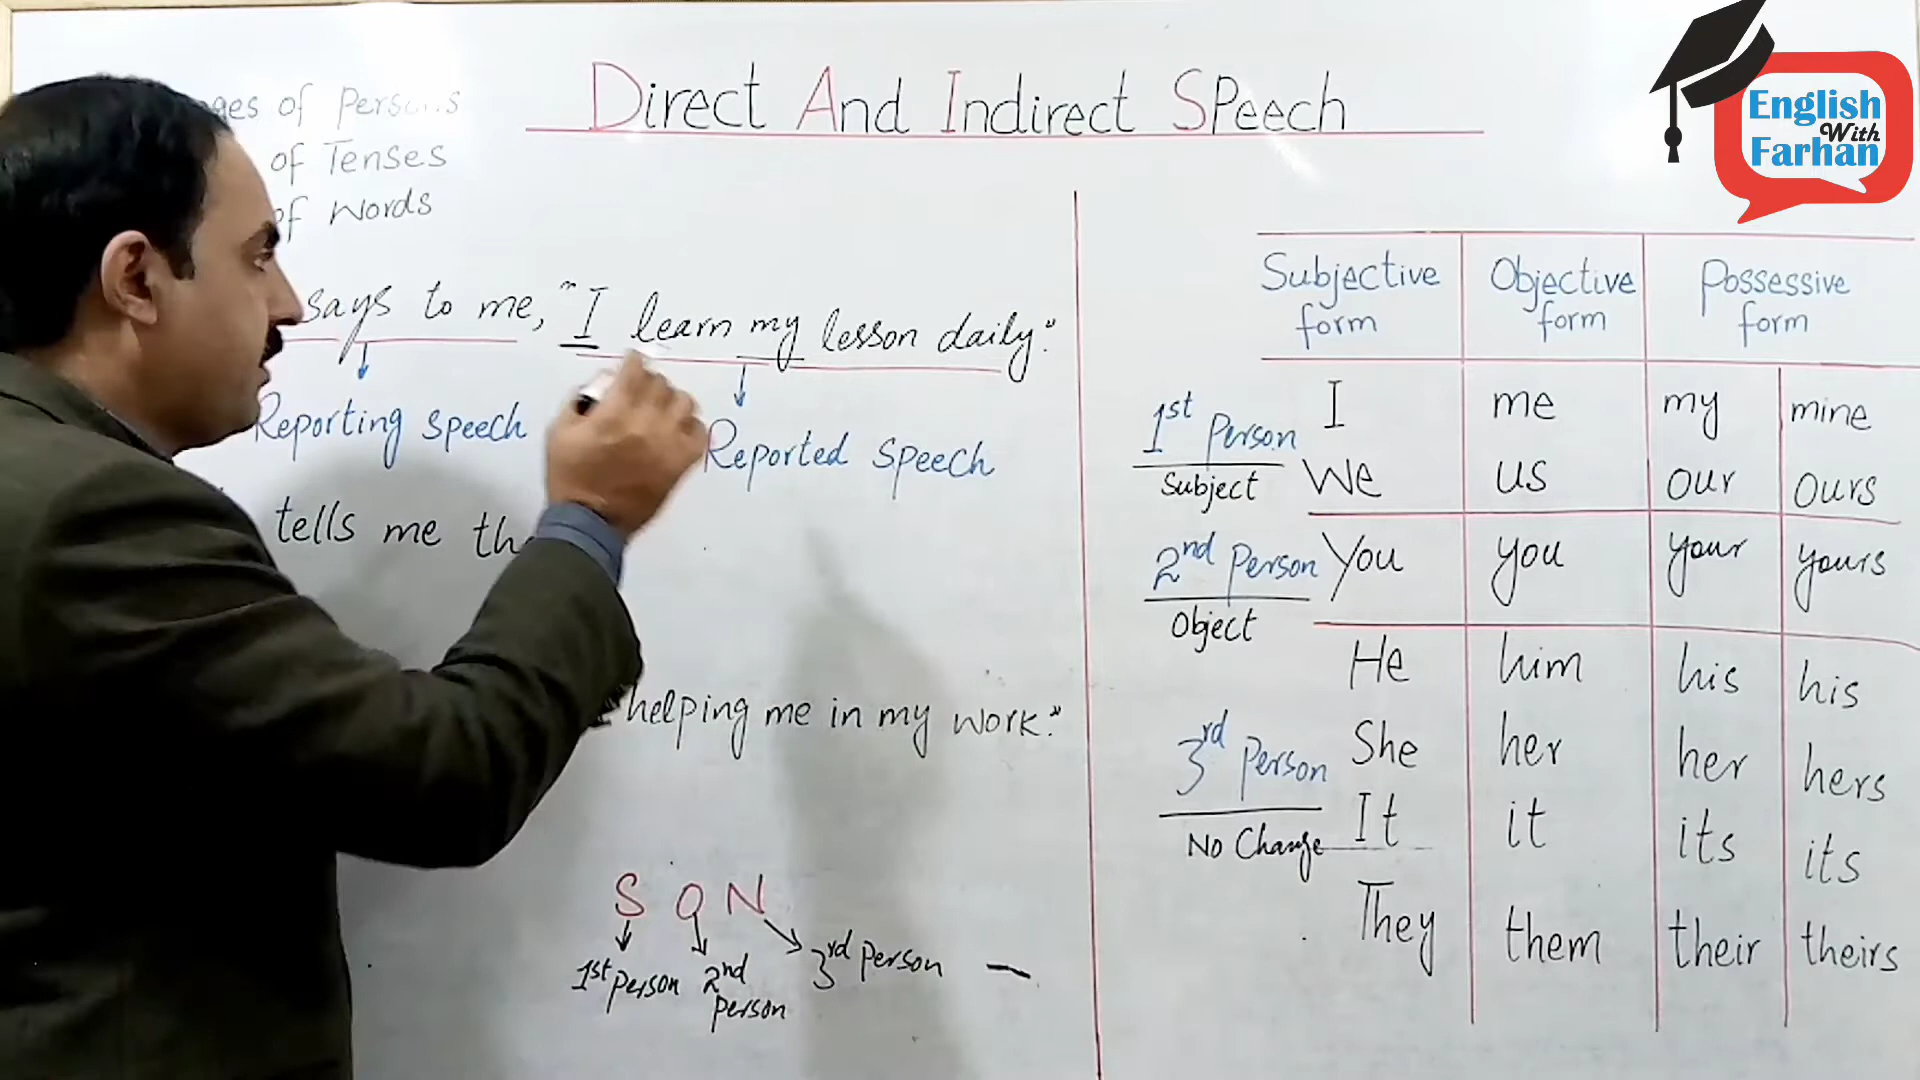 Direct And Indirect Speech
English
With
Farhan
of Persons
of Tenses
of Words
says to me, "I learn my lesson daily."
Reporting speech
Reported speech
tells me
helping me in my work."
S O N
1st person
2nd person
3rd person
Subjective form
Objective form
Possessive form
1st Person
Subject
I me my mine
We us our ours
2nd Person
Object
You you your yours
3rd Person
No Change
He him his his
She her her hers
It it its its
They them their theirs